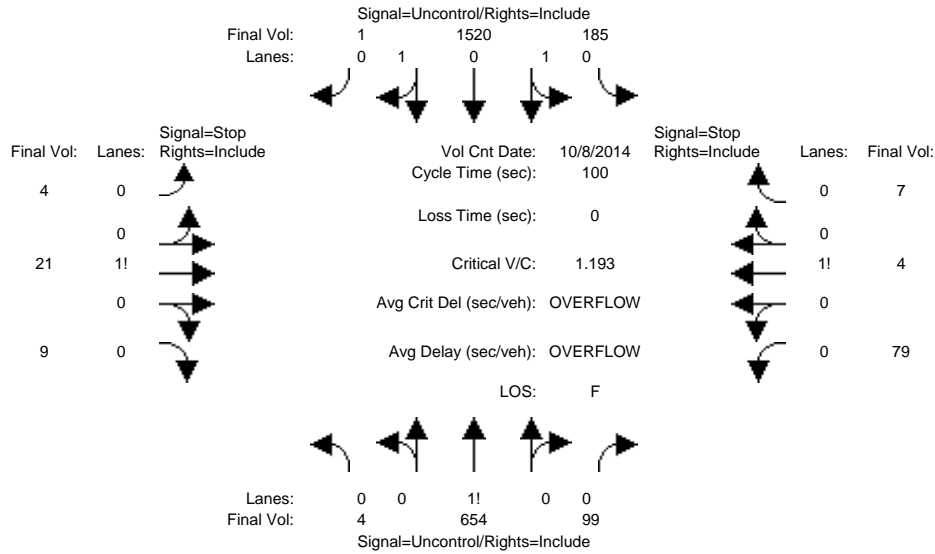 Signal=Uncontrol/Rights=Include
Final Vol: 1 1520 185
Lanes: 0 1 0 1 0
Signal=Stop
Final Vol: Lanes: Rights=Include
Vol Cnt Date: 10/8/2014
Signal=Stop
Rights=Include Lanes: Final Vol:
Cycle Time (sec): 100
4 0
0 7
Loss Time (sec): 0
0
0
21 1!
Critical V/C: 1.193
1! 4
0
Avg Crit Del (sec/veh): OVERFLOW
0
9 0
Avg Delay (sec/veh): OVERFLOW
0 79
LOS: F
Lanes: 0 0 1! 0 0
Final Vol: 4 654 99
Signal=Uncontrol/Rights=Include